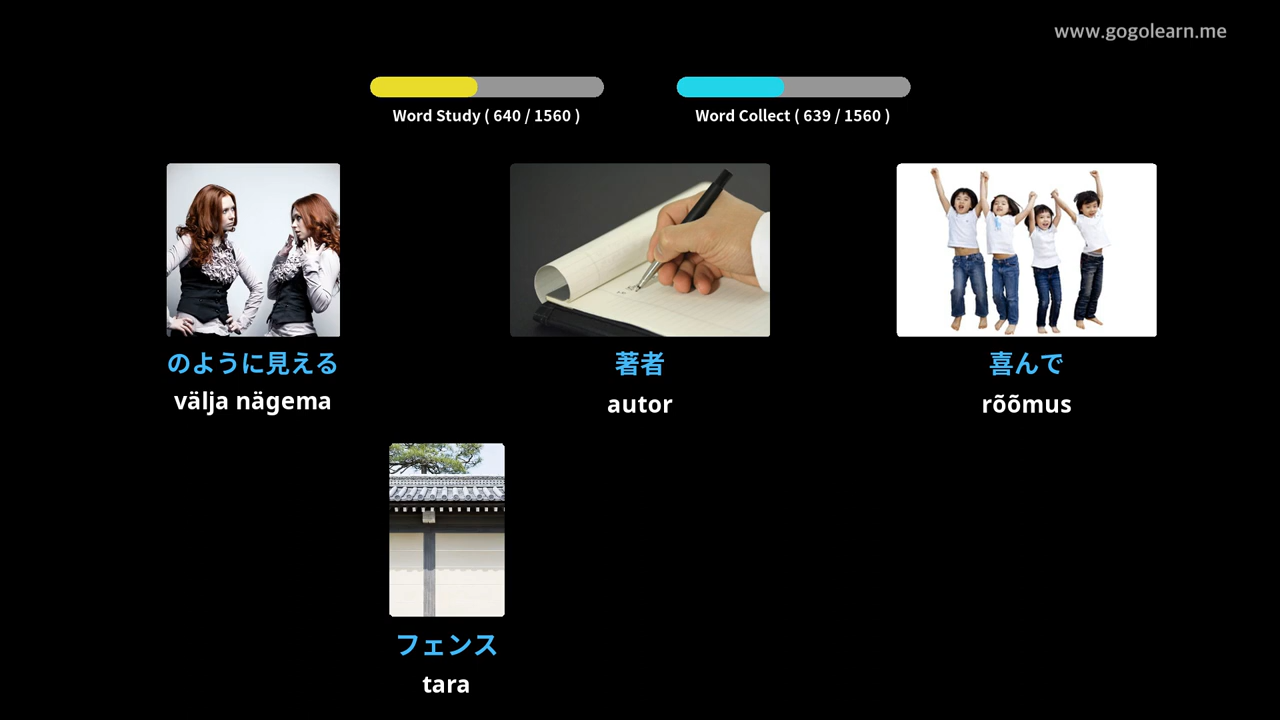 www.gogolearn.me
Word Study ( 640 / 1560 )
Word Collect ( 639 / 1560 )
のように見える
välja nägema
著者
autor
喜んで
rõõmus
フェンス
tara